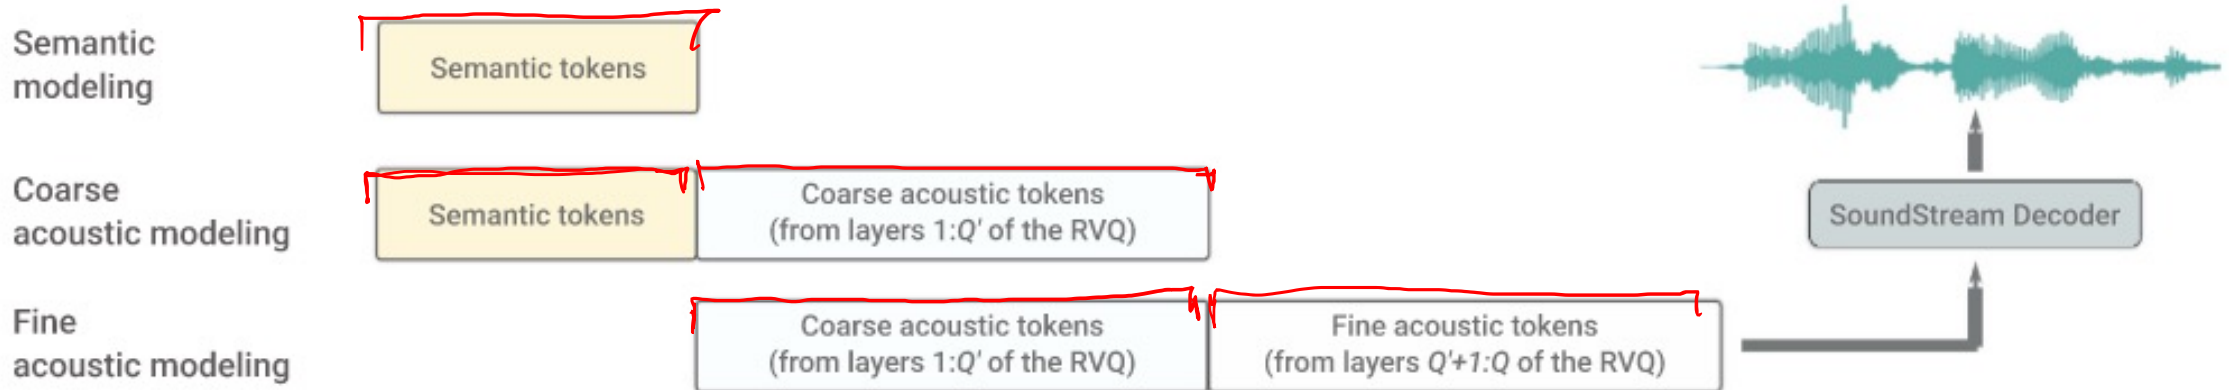 Semantic
modeling
Semantic tokens
Coarse
acoustic modeling
Semantic tokens
Coarse acoustic tokens
(from layers 1:Q' of the RVQ)
SoundStream Decoder
Fine
acoustic modeling
Coarse acoustic tokens
(from layers 1:Q' of the RVQ)
Fine acoustic tokens
(from layers Q'+1:Q of the RVQ)